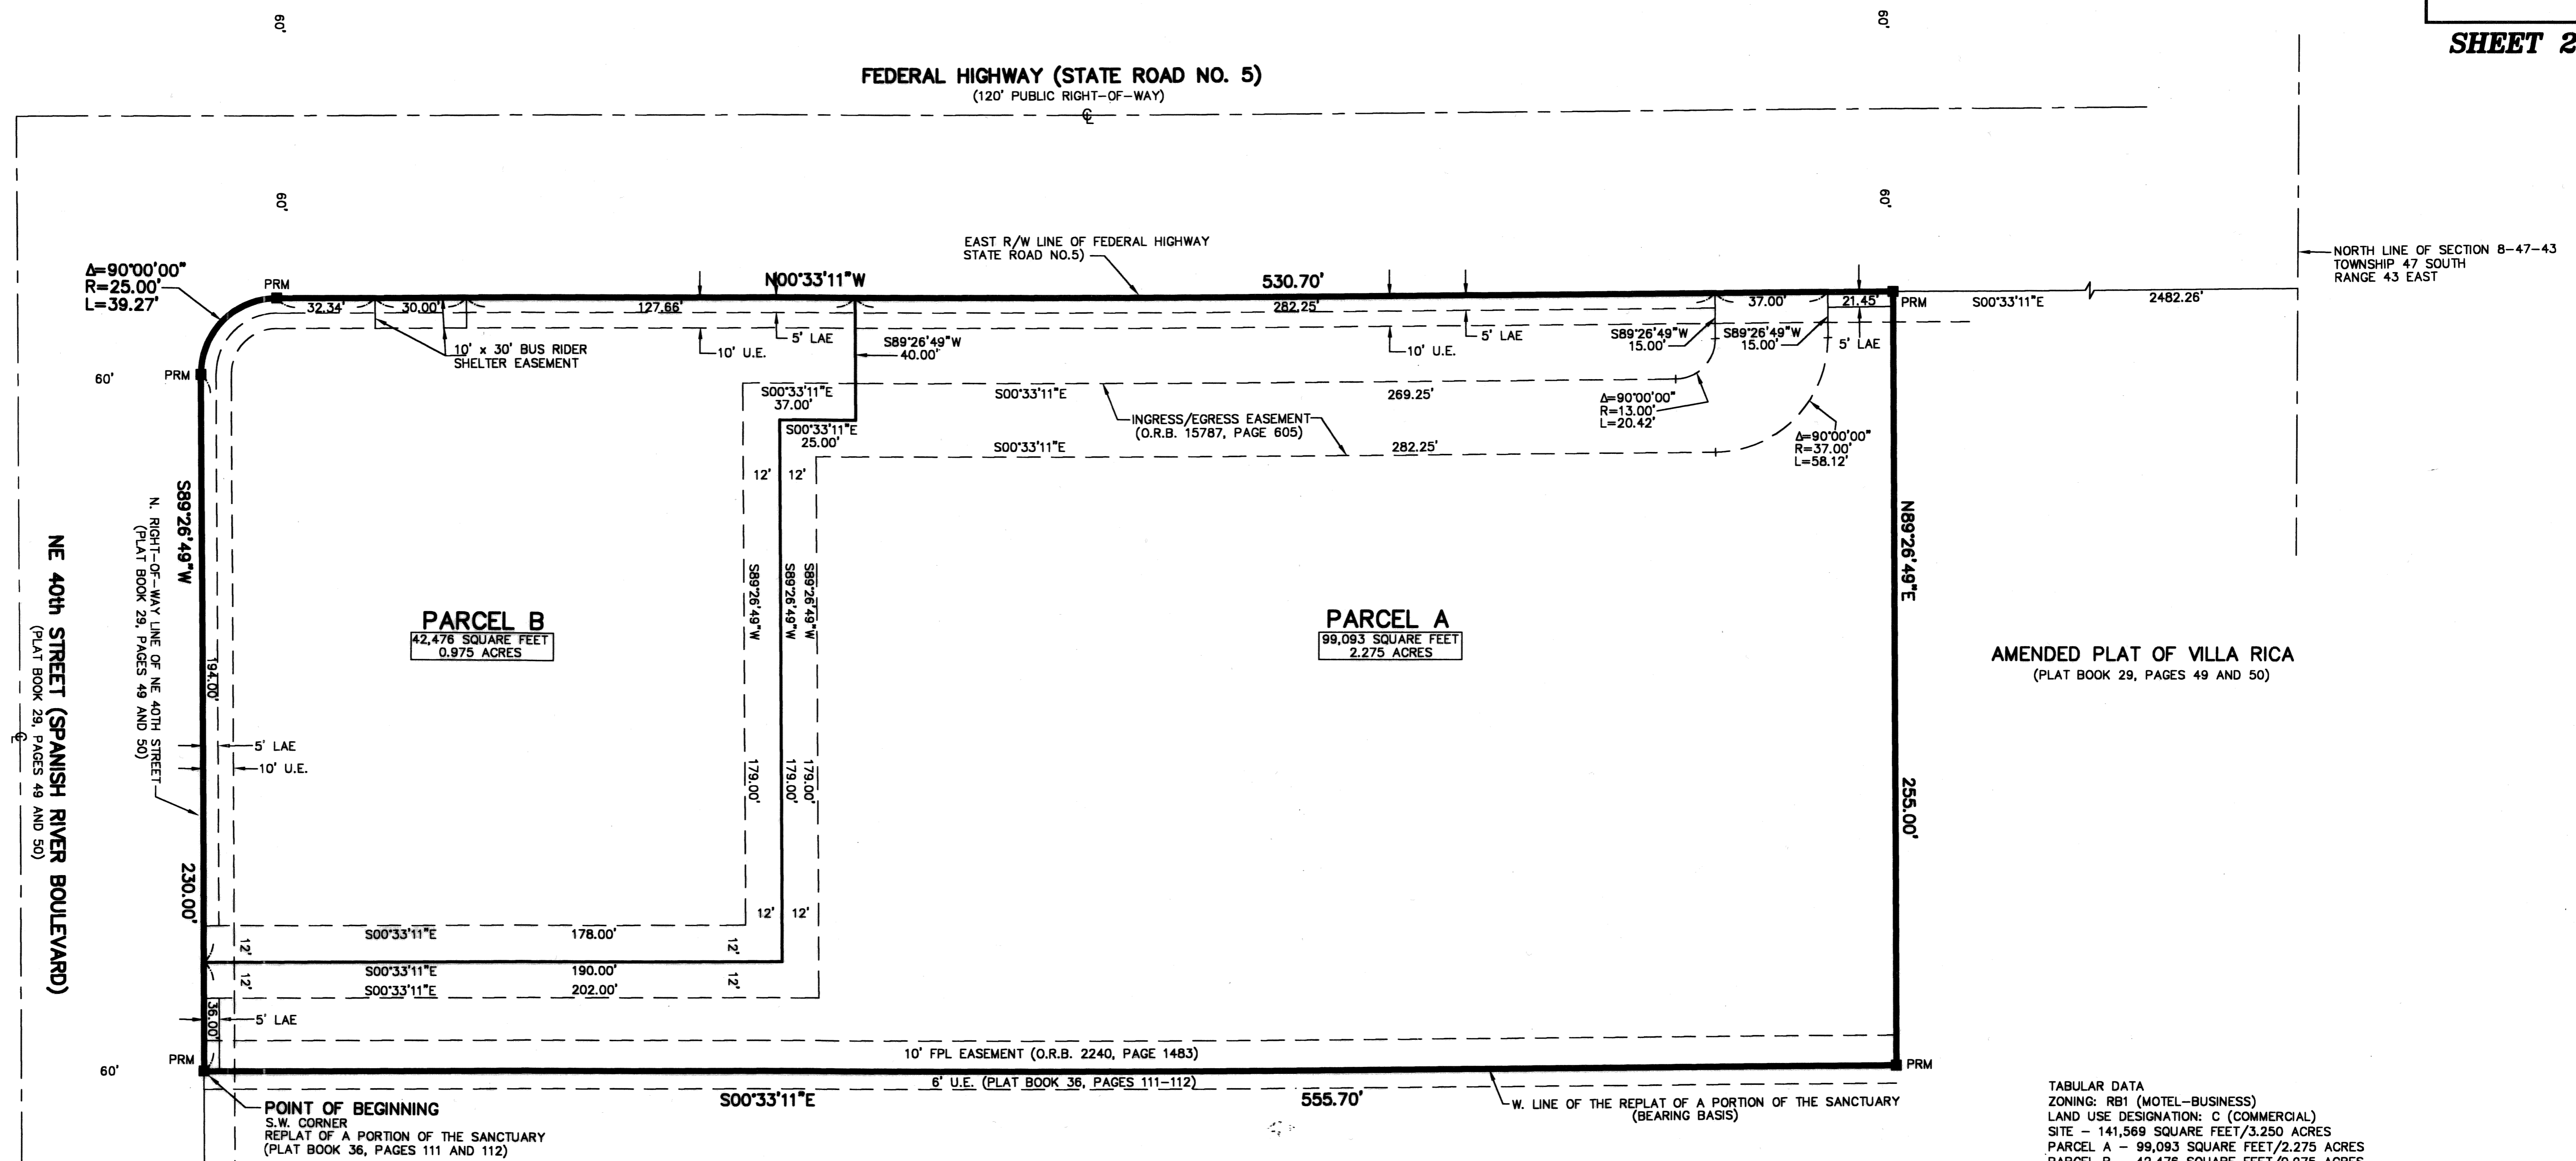 60'
60'
SHEET 2
FEDERAL HIGHWAY (STATE ROAD NO. 5)
(120' PUBLIC RIGHT-OF-WAY)
℄
60'
60'
EAST R/W LINE OF FEDERAL HIGHWAY
STATE ROAD NO.5)
NORTH LINE OF SECTION 8-47-43
TOWNSHIP 47 SOUTH
RANGE 43 EAST
Δ=90°00'00"
R=25.00'
L=39.27'
PRM
N00°33'11"W
530.70'
32.34'
30.00'
127.66'
282.25'
37.00'
21.45'
PRM
S00°33'11"E
2482.26'
10' x 30' BUS RIDER
SHELTER EASEMENT
10' U.E.
5' LAE
S89°26'49"W
40.00'
10' U.E.
5' LAE
S89°26'49"W
15.00'
S89°26'49"W
15.00'
5' LAE
60'
PRM
S00°33'11"E
37.00'
S00°33'11"E
269.25'
INGRESS/EGRESS EASEMENT
(O.R.B. 15787, PAGE 605)
Δ=90°00'00"
R=13.00'
L=20.42'
S00°33'11"E
25.00'
S00°33'11"E
282.25'
Δ=90°00'00"
R=37.00'
L=58.12'
12'
12'
S89°26'49"W
230.00'
N. RIGHT-OF-WAY LINE OF NE 40TH STREET
(PLAT BOOK 29, PAGES 49 AND 50)
NE 40th STREET (SPANISH RIVER BOULEVARD)
(PLAT BOOK 29, PAGES 49 AND 50)
℄
194.00'
S89°26'49"W
179.00'
S89°26'49"W
179.00'
S89°26'49"W
179.00'
N89°26'49"E
255.00'
PARCEL B
42,476 SQUARE FEET
0.975 ACRES
PARCEL A
99,093 SQUARE FEET
2.275 ACRES
AMENDED PLAT OF VILLA RICA
(PLAT BOOK 29, PAGES 49 AND 50)
5' LAE
10' U.E.
12'
12'
12'
S00°33'11"E
178.00'
12'
12'
S00°33'11"E
190.00'
12'
S00°33'11"E
202.00'
36.00'
5' LAE
60'
PRM
10' FPL EASEMENT (O.R.B. 2240, PAGE 1483)
PRM
6' U.E. (PLAT BOOK 36, PAGES 111-112)
S00°33'11"E
555.70'
W. LINE OF THE REPLAT OF A PORTION OF THE SANCTUARY
(BEARING BASIS)
POINT OF BEGINNING
S.W. CORNER
REPLAT OF A PORTION OF THE SANCTUARY
(PLAT BOOK 36, PAGES 111 AND 112)
TABULAR DATA
ZONING: RB1 (MOTEL-BUSINESS)
LAND USE DESIGNATION: C (COMMERCIAL)
SITE - 141,569 SQUARE FEET/3.250 ACRES
PARCEL A - 99,093 SQUARE FEET/2.275 ACRES
PARCEL B - 42,476 SQUARE FEET/0.975 ACRES